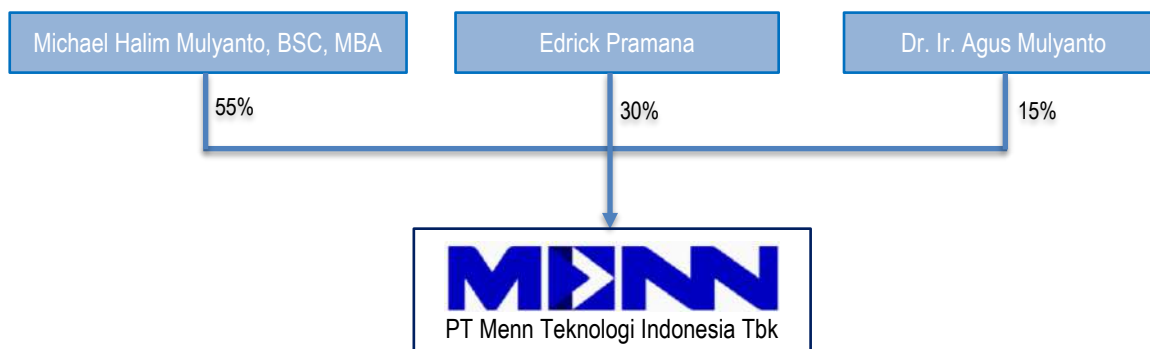 Michael Halim Mulyanto, BSC, MBA
Edrick Pramana
Dr. Ir. Agus Mulyanto
55%
30%
15%
MENN
PT Menn Teknologi Indonesia Tbk